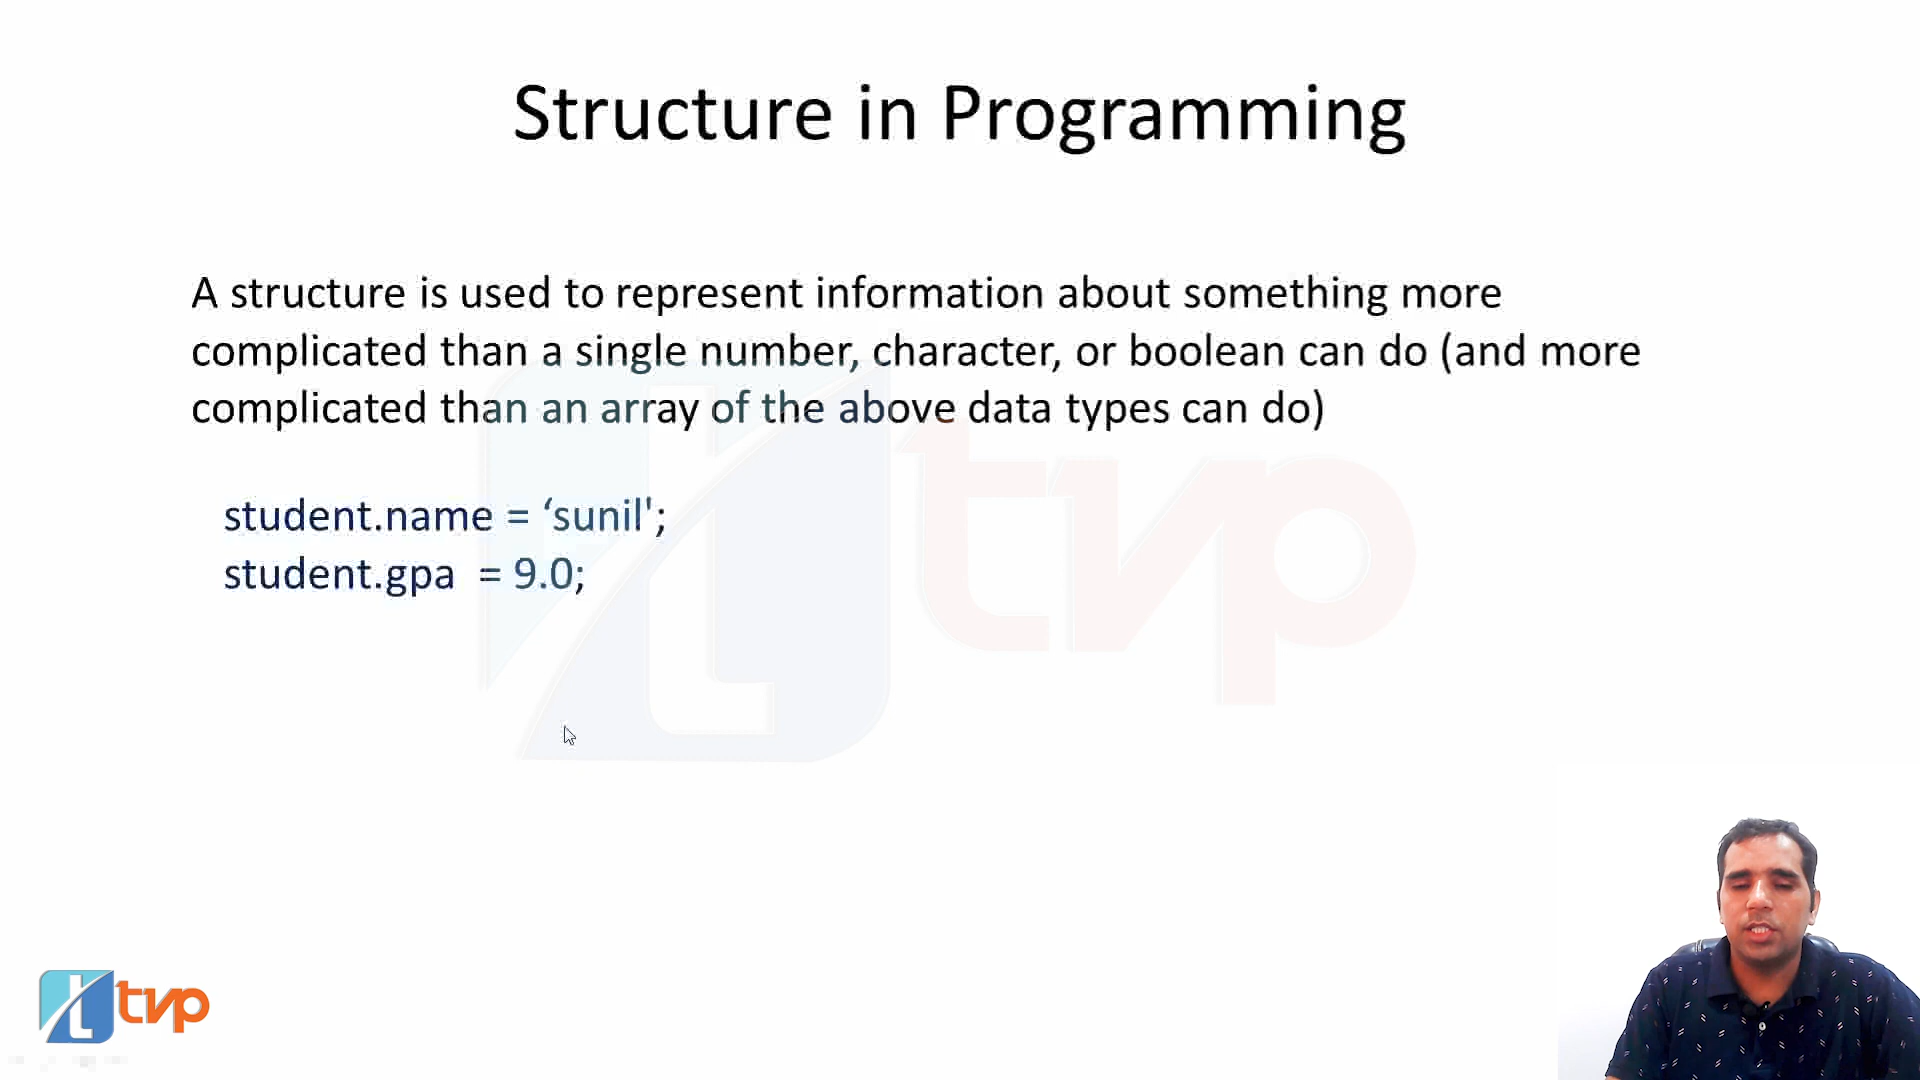 Structure in Programming
A structure is used to represent information about something more
complicated than a single number, character, or boolean can do (and more
complicated than an array of the above data types can do)
student.name = ‘sunil';
student.gpa  = 9.0;
tvp
t tvp